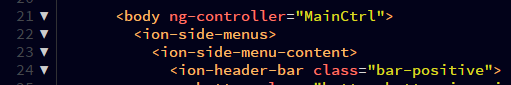 21 ▼ <body ng-controller="MainCtrl">
22 ▼ <ion-side-menus>
23 ▼ <ion-side-menu-content>
24 ▼ <ion-header-bar class="bar-positive">